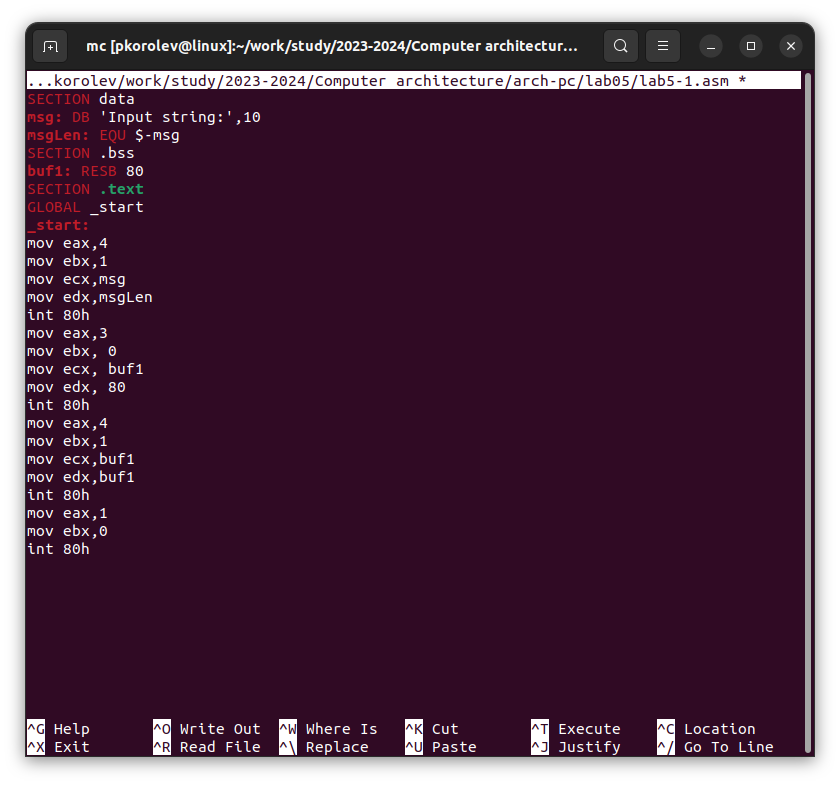 mc [pkorolev@linux]:~/work/study/2023-2024/Computer architectur...
...korolev/work/study/2023-2024/Computer architecture/arch-pc/lab05/lab5-1.asm *
SECTION data
msg: DB 'Input string:',10
msgLen: EQU $-msg
SECTION .bss
buf1: RESB 80
SECTION .text
GLOBAL _start
_start:
mov eax,4
mov ebx,1
mov ecx,msg
mov edx,msgLen
int 80h
mov eax,3
mov ebx, 0
mov ecx, buf1
mov edx, 80
int 80h
mov eax,4
mov ebx,1
mov ecx,buf1
mov edx,buf1
int 80h
mov eax,1
mov ebx,0
int 80h
^G Help ^O Write Out ^W Where Is ^K Cut ^T Execute ^C Location
^X Exit ^R Read File ^\ Replace ^U Paste ^J Justify ^/ Go To Line